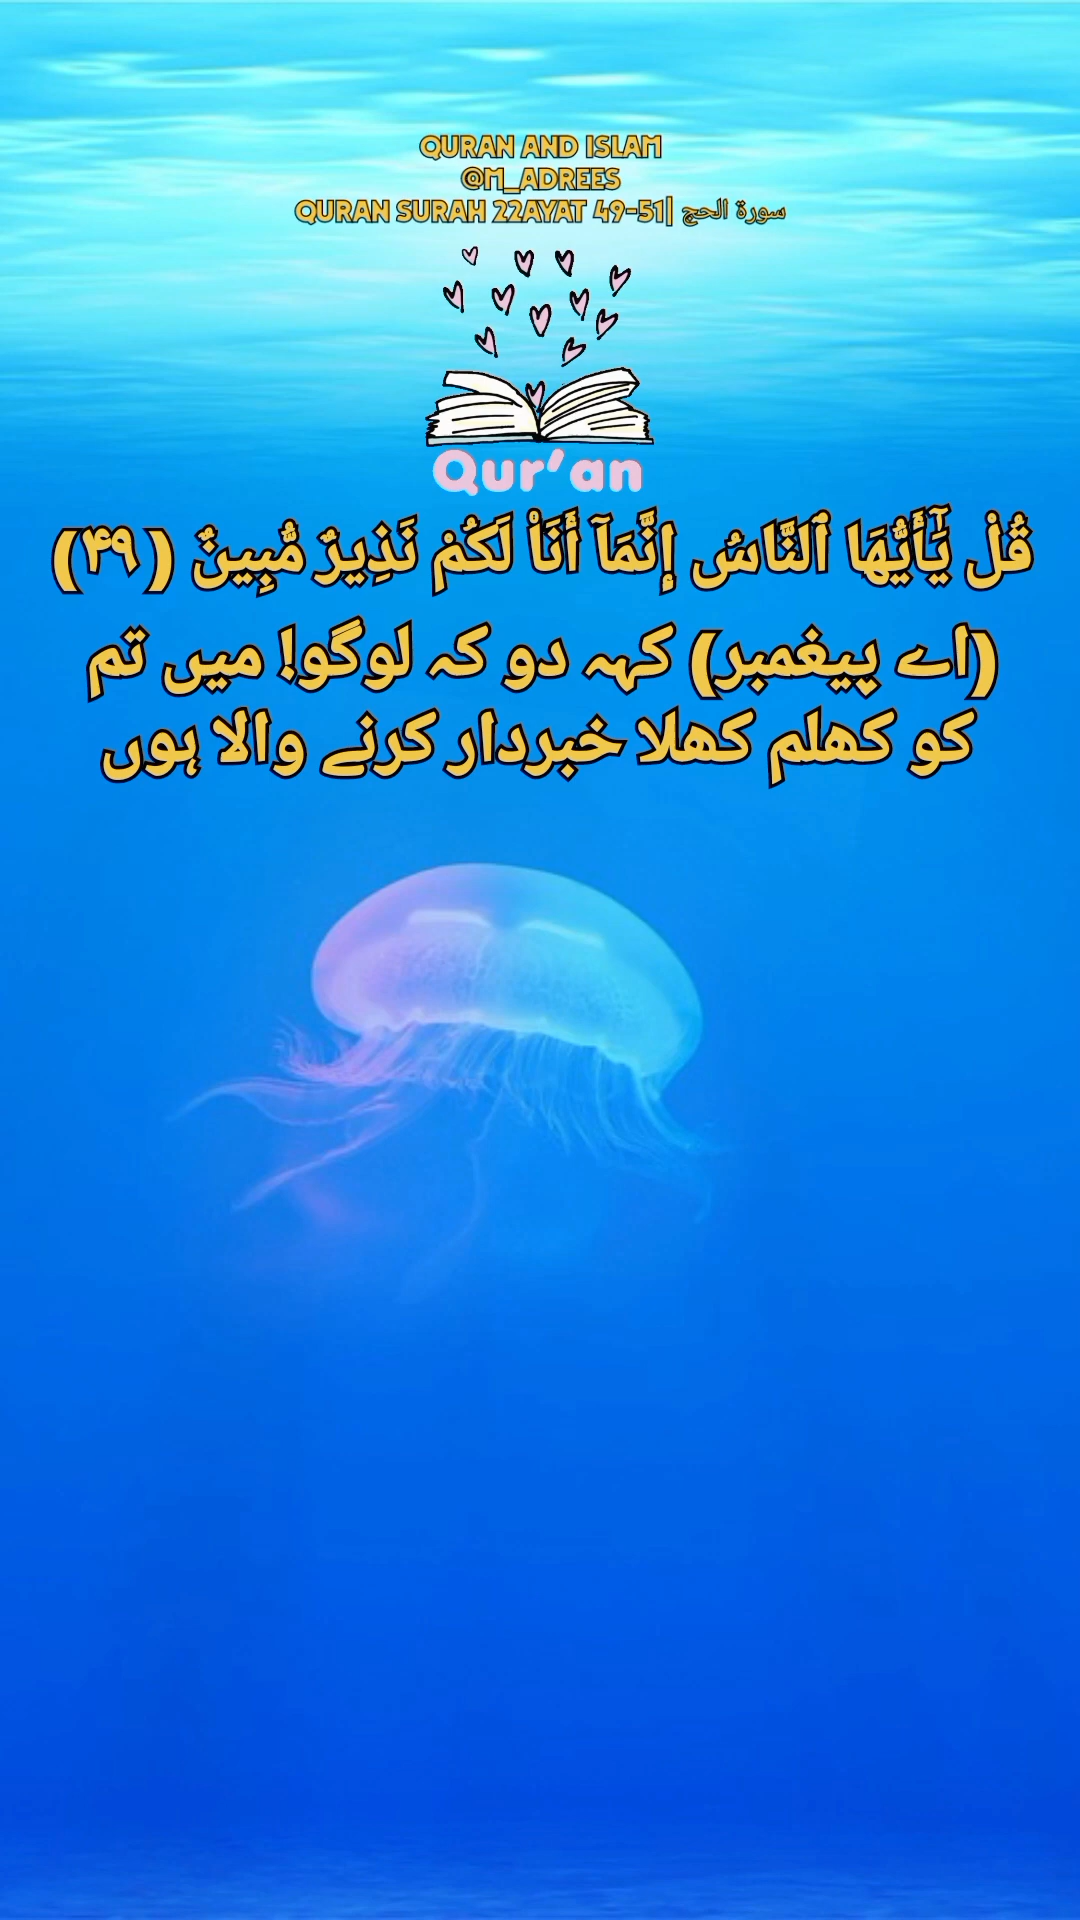 QURAN AND ISLAM
@M_ADREES
QURAN SURAH 22AYAT 49-51| سورة الحج
Qur'an
قُلْ يَٰٓأَيُّهَا ٱلنَّاسُ إِنَّمَآ أَنَا۠ لَكُمْ نَذِيرٌ مُّبِينٌ (۴۹)
(اے پیغمبر) کہہ دو کہ لوگو! میں تم
کو کھلم کھلا خبردار کرنے والا ہوں